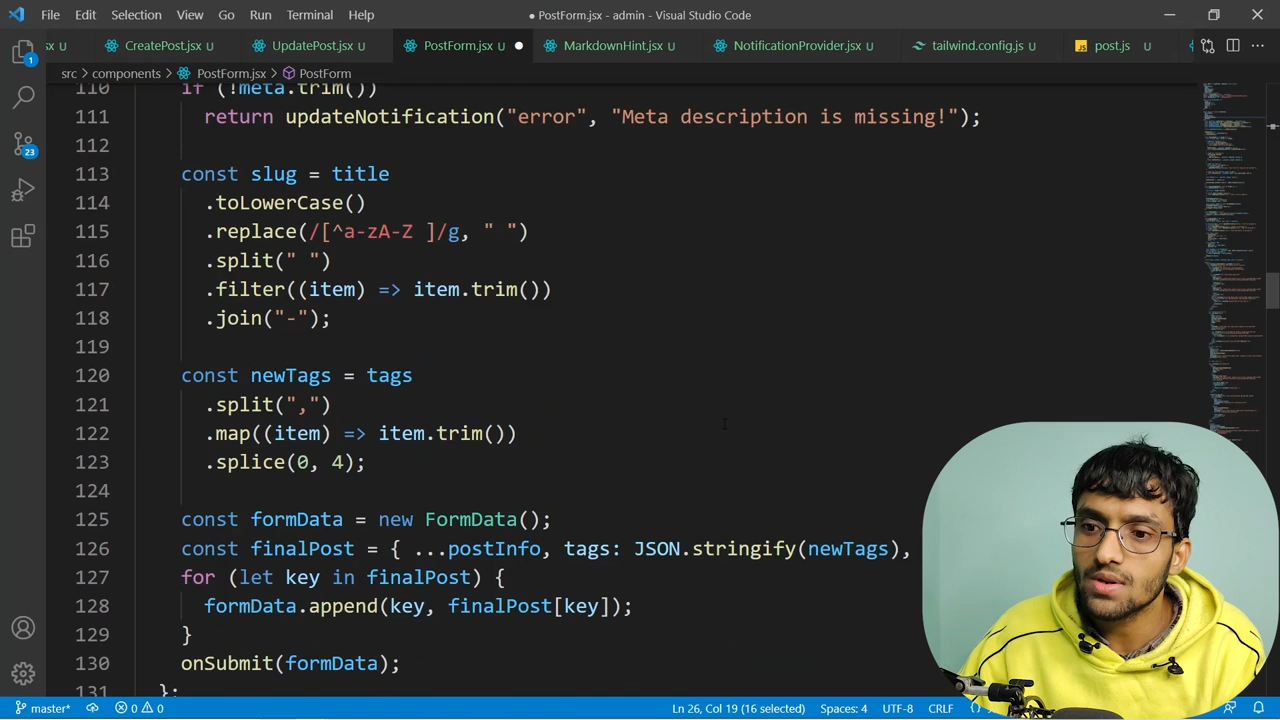 File Edit Selection View Go Run Terminal Help
● PostForm.jsx - admin - Visual Studio Code
sx U CreatePost.jsx U UpdatePost.jsx U PostForm.jsx U MarkdownHint.jsx U NotificationProvider.jsx U tailwind.config.js U JS post.js U
src > components > PostForm.jsx > PostForm
110 if (!meta.trim())
111 return updateNotification("error", "Meta description is missing!");
112
113 const slug = title
114 .toLowerCase()
115 .replace(/[^a-zA-Z ]/g, " ")
116 .split(" ")
117 .filter((item) => item.trim())
118 .join("-");
119
120 const newTags = tags
121 .split(",")
122 .map((item) => item.trim())
123 .splice(0, 4);
124
125 const formData = new FormData();
126 const finalPost = { ...postInfo, tags: JSON.stringify(newTags),
127 for (let key in finalPost) {
128 formData.append(key, finalPost[key]);
129 }
130 onSubmit(formData);
131 };
1
23
master* 0 0 Ln 26, Col 19 (16 selected) Spaces: 4 UTF-8 CRLF {